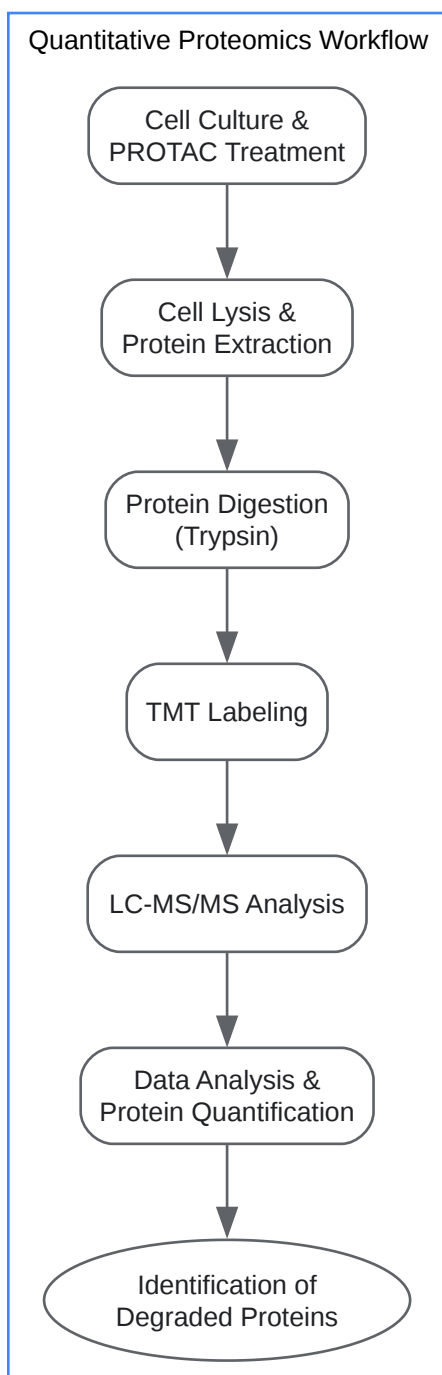 Quantitative Proteomics Workflow
Cell Culture &
PROTAC Treatment
Cell Lysis &
Protein Extraction
Protein Digestion
(Trypsin)
TMT Labeling
LC-MS/MS Analysis
Data Analysis &
Protein Quantification
Identification of
Degraded Proteins